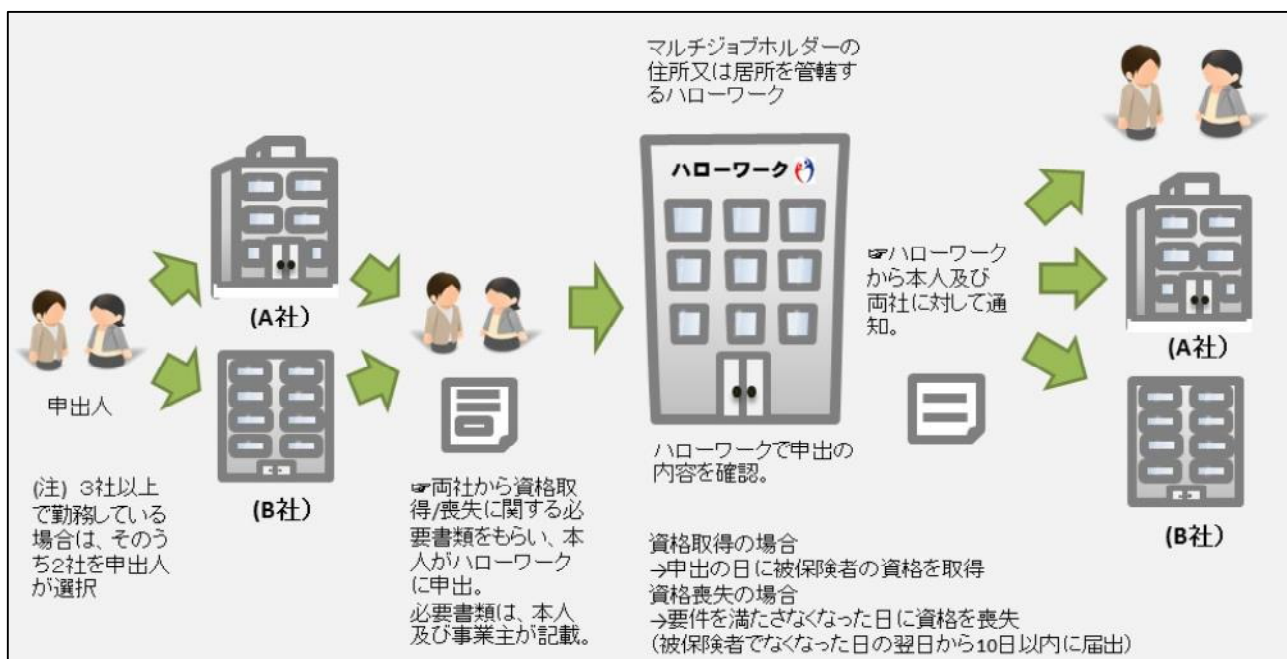 マルチジョブホルダーの
住所又は居所を管轄す
るハローワーク
ハローワーク
(A社)
(B社)
申出人
(注) 3社以上
で勤務している
場合は、そのう
ち2社を申出人
が選択
☞両社から資格取
得/喪失に関する必
要書類をもらい、本
人がハローワーク
に申出。
必要書類は、本人
及び事業主が記載。
ハローワークで申出の
内容を確認。
資格取得の場合
→申出の日に被保険者の資格を取得
資格喪失の場合
→要件を満たさなくなった日に資格を喪失
(被保険者でなくなった日の翌日から10日以内に届出)
☞ハローワーク
から本人及び
両社に対して通
知。
(A社)
(B社)